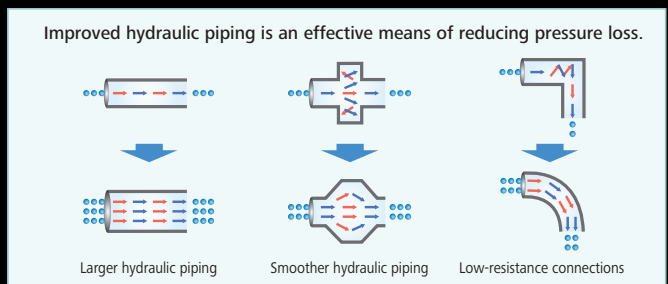 Improved hydraulic piping is an effective means of reducing pressure loss.
Larger hydraulic piping
Smoother hydraulic piping
Low-resistance connections